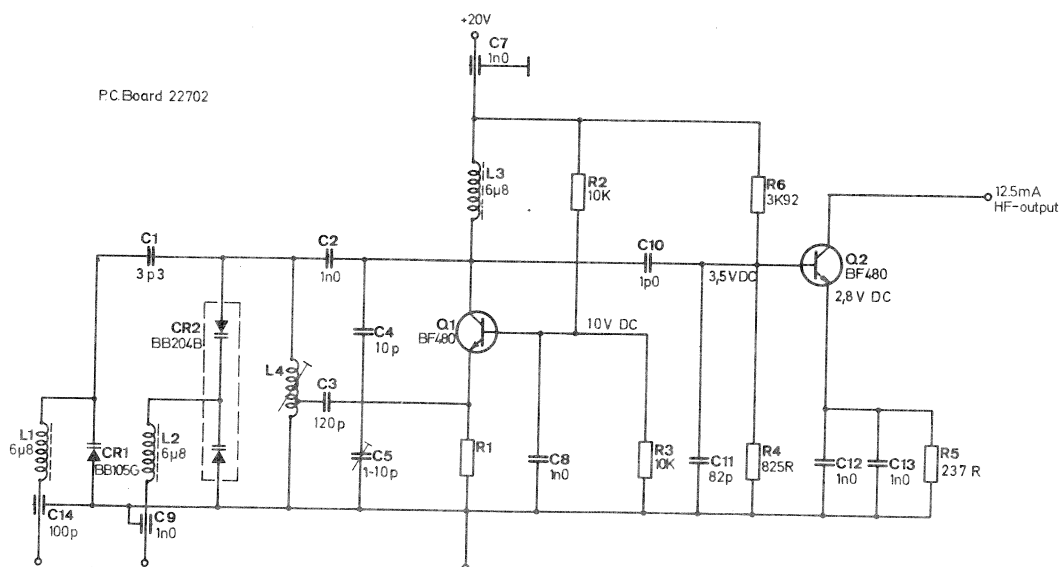 +20V
C7
1n0
P.C.Board 22702
L3
6µ8
R2
10K
R6
3K92
12.5mA
HF-output
C1
3p3
C2
1n0
C10
1p0
3,5VDC
Q2
BF480
2,8V DC
CR2
BB204B
C4
10p
Q1
BF480
10V DC
L4
C3
120p
L1
6µ8
CR1
BB105G
L2
6µ8
C5
1-10p
R1
C8
1n0
R3
10K
C11
82p
R4
825R
C12
1n0
C13
1n0
R5
237R
C14
100p
C9
1n0